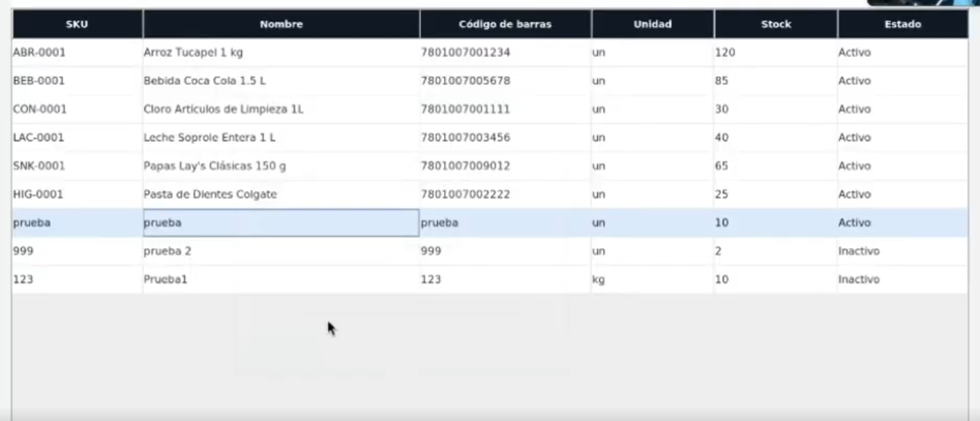 SKU Nombre Código de barras Unidad Stock Estado
ABR-0001 Arroz Tucapel 1 kg 7801007001234 un 120 Activo
BEB-0001 Bebida Coca Cola 1.5 L 7801007005678 un 85 Activo
CON-0001 Cloro Artículos de Limpieza 1L 7801007001111 un 30 Activo
LAC-0001 Leche Soprole Entera 1 L 7801007003456 un 40 Activo
SNK-0001 Papas Lay's Clásicas 150 g 7801007009012 un 65 Activo
HIG-0001 Pasta de Dientes Colgate 7801007002222 un 25 Activo
prueba prueba prueba un 10 Activo
999 prueba 2 999 un 2 Inactivo
123 Prueba1 123 kg 10 Inactivo